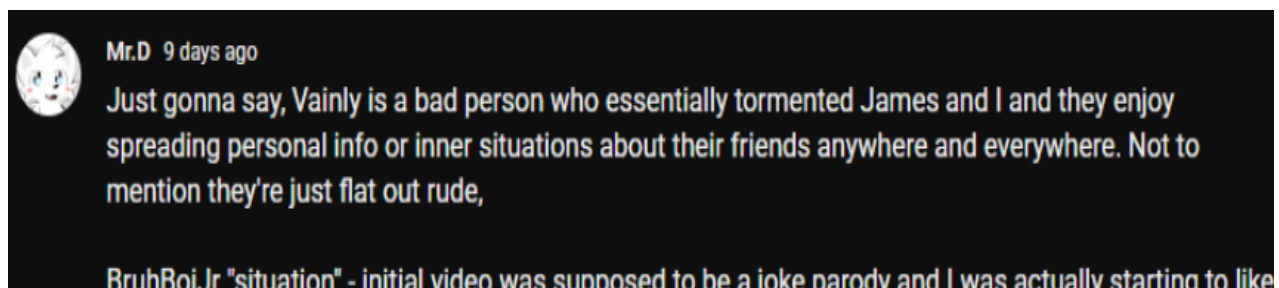 Mr.D 9 days ago
Just gonna say, Vainly is a bad person who essentially tormented James and I and they enjoy
spreading personal info or inner situations about their friends anywhere and everywhere. Not to
mention they're just flat out rude,
BruhBoiJr "situation" - initial video was supposed to be a joke parody and I was actually starting to like